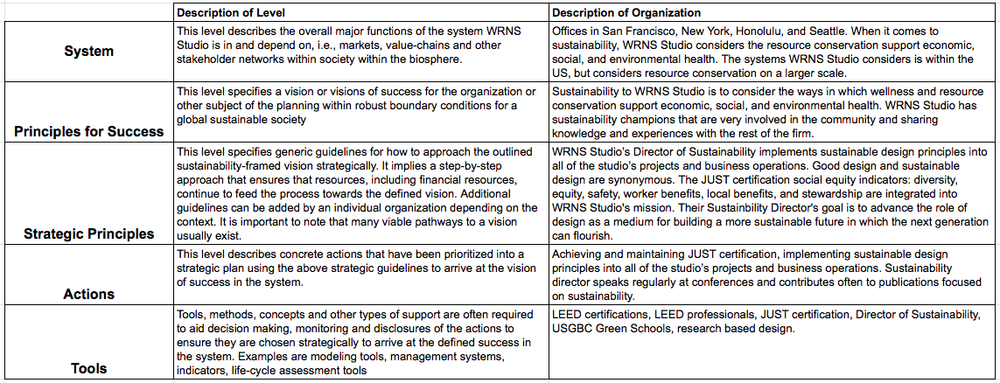 Description of Level
Description of Organization
System
This level describes the overall major functions of the system WRNS
Studio is in and depend on, i.e., markets, value-chains and other
stakeholder networks within society within the biosphere.
Offices in San Francisco, New York, Honolulu, and Seattle. When it comes to
sustainability, WRNS Studio considers the resource conservation support economic,
social, and environmental health. The systems WRNS Studio considers is within the
US, but considers resource conservation on a larger scale.
Principles for Success
This level specifies a vision or visions of success for the organization or
other subject of the planning within robust boundary conditions for a
global sustainable society
Sustainability to WRNS Studio is to consider the ways in which wellness and resource
conservation support economic, social, and environmental health. WRNS Studio has
sustainability champions that are very involved in the community and sharing
knowledge and experiences with the rest of the firm.
Strategic Principles
This level specifies generic guidelines for how to approach the outlined
sustainability-framed vision strategically. It implies a step-by-step
approach that ensures that resources, including financial resources,
continue to feed the process towards the defined vision. Additional
guidelines can be added by an individual organization depending on the
context. It is important to note that many viable pathways to a vision
usually exist.
WRNS Studio's Director of Sustainability implements sustainable design principles into
all of the studio's projects and business operations. Good design and sustainable
design are synonymous. The JUST certification social equity indicators: diversity,
equity, safety, worker benefits, local benefits, and stewardship are integrated into
WRNS Studio's mission. Their Sustainbility Director's goal is to advance the role of
design as a medium for building a more sustainable future in which the next generation
can flourish.
Actions
This level describes concrete actions that have been prioritized into a
strategic plan using the above strategic guidelines to arrive at the vision
of success in the system.
Achieving and maintaining JUST certification, implementing sustainable design
principles into all of the studio's projects and business operations. Sustainability
director speaks regularly at conferences and contributes often to publications focused
on sustainability.
Tools
Tools, methods, concepts and other types of support are often required
to aid decision making, monitoring and disclosures of the actions to
ensure they are chosen strategically to arrive at the defined success in
the system. Examples are modeling tools, management systems,
indicators, life-cycle assessment tools
LEED certifications, LEED professionals, JUST certification, Director of Sustainability,
USGBC Green Schools, research based design.